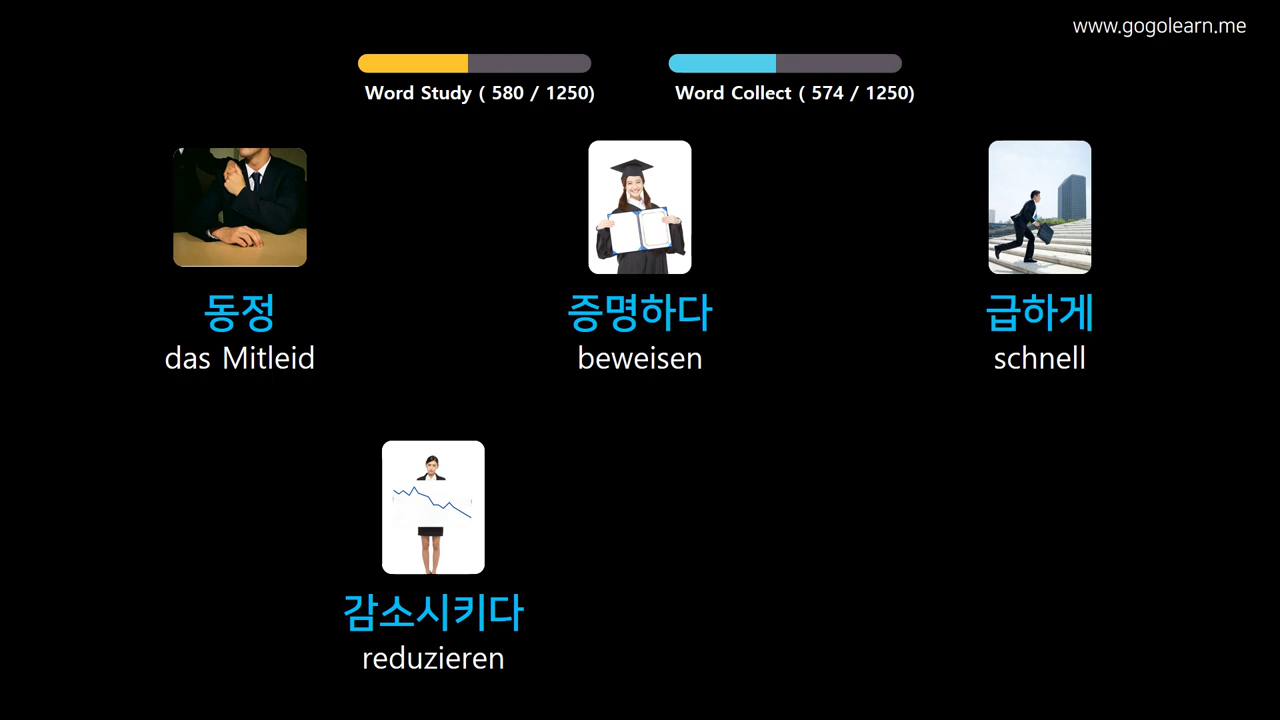 www.gogolearn.me
Word Study ( 580 / 1250)
Word Collect ( 574 / 1250)
동정
das Mitleid
증명하다
beweisen
급하게
schnell
감소시키다
reduzieren